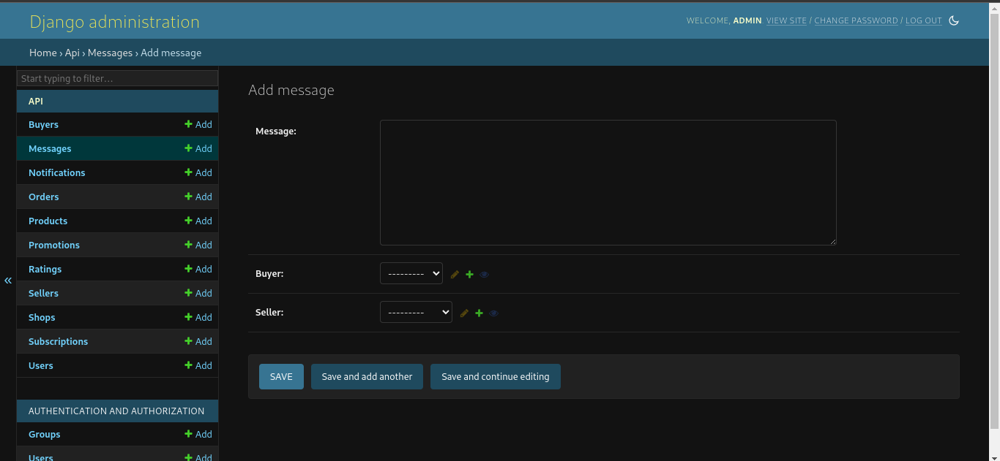 Django administration
WELCOME, ADMIN. VIEW SITE / CHANGE PASSWORD / LOG OUT
Home › Api › Messages › Add message
Start typing to filter...
API
Buyers + Add
Messages + Add
Notifications + Add
Orders + Add
Products + Add
Promotions + Add
Ratings + Add
Sellers + Add
Shops + Add
Subscriptions + Add
Users + Add
AUTHENTICATION AND AUTHORIZATION
Groups + Add
Users + Add
«
Add message
Message:
Buyer: ---------
Seller: ---------
SAVE Save and add another Save and continue editing